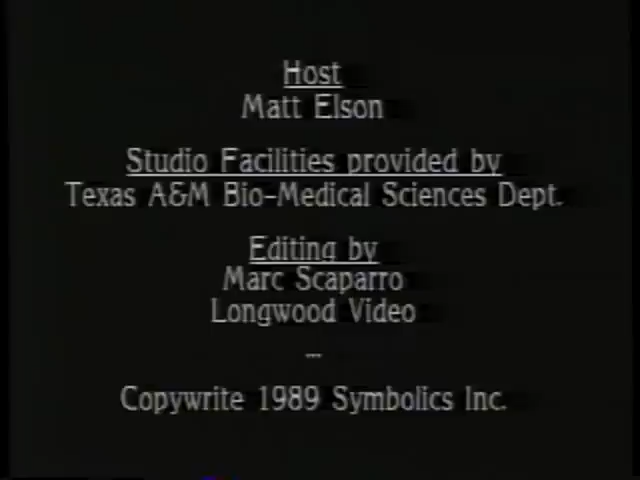 Host
Matt Elson
Studio Facilities provided by
Texas A&M Bio-Medical Sciences Dept.
Editing by
Marc Scaparro
Longwood Video
...
Copywrite 1989 Symbolics Inc.